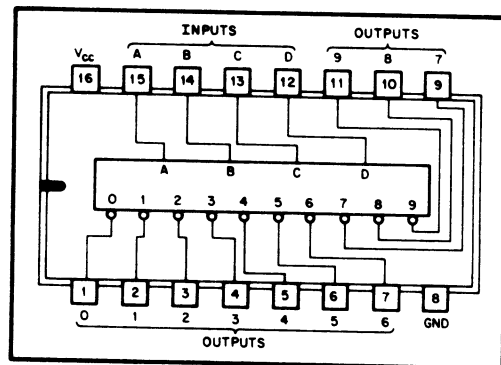 INPUTS OUTPUTS
VCC A B C D 9 8 7
16 15 14 13 12 11 10 9
A B C D
0 1 2 3 4 5 6 7 8 9
1 2 3 4 5 6 7 8
0 1 2 3 4 5 6 GND
OUTPUTS